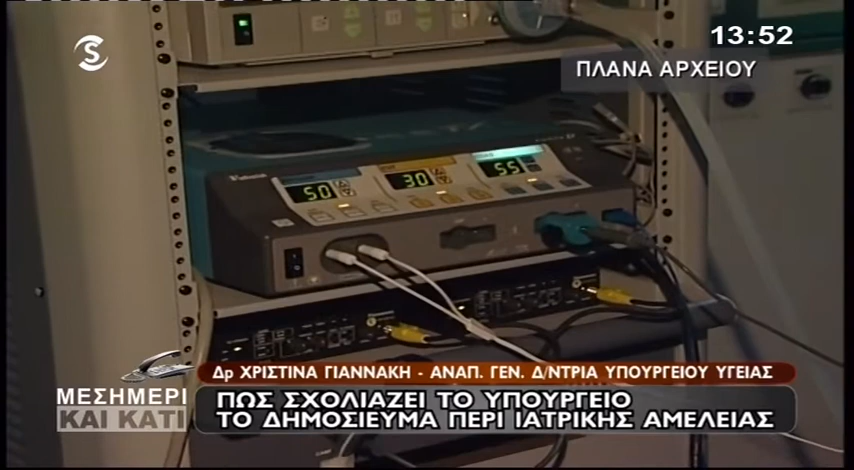 S
13:52
ΠΛΑΝΑ ΑΡΧΕΙΟΥ
50 30 55
Δρ ΧΡΙΣΤΙΝΑ ΓΙΑΝΝΑΚΗ - ΑΝΑΠ. ΓΕΝ. Δ/ΝΤΡΙΑ ΥΠΟΥΡΓΕΙΟΥ ΥΓΕΙΑΣ
ΜΕΣΗΜΕΡΙ
ΚΑΙ ΚΑΤΙ
ΠΩΣ ΣΧΟΛΙΑΖΕΙ ΤΟ ΥΠΟΥΡΓΕΙΟ
ΤΟ ΔΗΜΟΣΙΕΥΜΑ ΠΕΡΙ ΙΑΤΡΙΚΗΣ ΑΜΕΛΕΙΑΣ